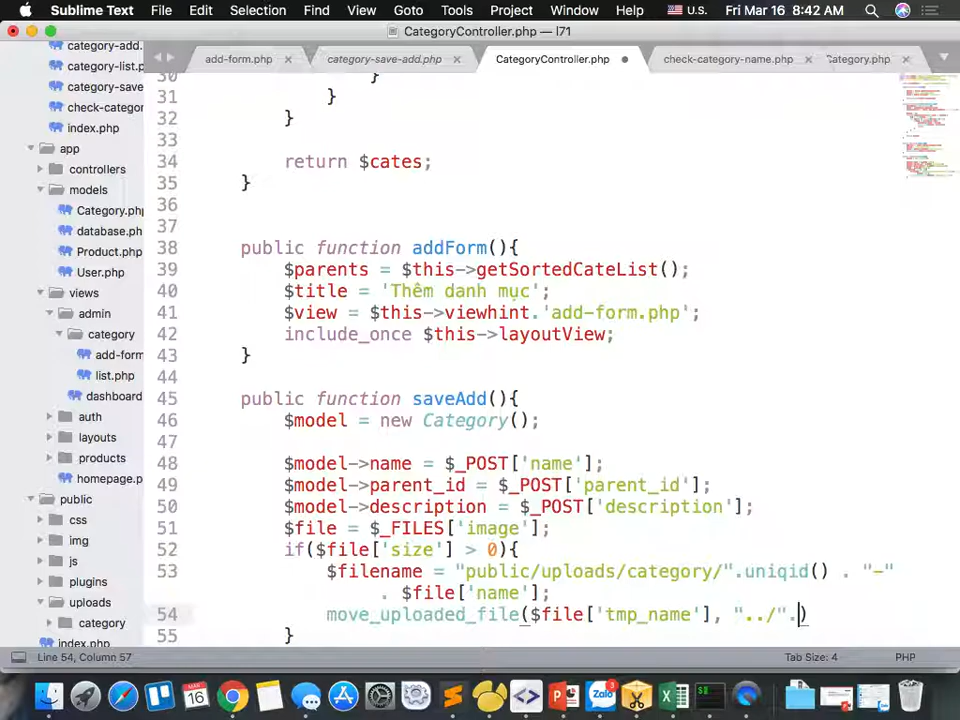 Sublime Text File Edit Selection Find View Goto Tools Project Window Help U.S. Fri Mar 16 8:42 AM
CategoryController.php — l71
category-add.
category-list.p
category-save
check-categor
index.php
app
controllers
models
Category.php
database.ph
Product.php
User.php
views
admin
category
add-form
list.php
dashboard
auth
layouts
products
homepage.p
public
css
img
js
plugins
uploads
category
index.php
add-form.php category-save-add.php CategoryController.php check-category-name.php Category.php
30 }
31 }
32 }
33
34 return $cates;
35 }
36
37
38 public function addForm(){
39 $parents = $this->getSortedCateList();
40 $title = 'Thêm danh mục';
41 $view = $this->viewhint.'add-form.php';
42 include_once $this->layoutView;
43 }
44
45 public function saveAdd(){
46 $model = new Category();
47
48 $model->name = $_POST['name'];
49 $model->parent_id = $_POST['parent_id'];
50 $model->description = $_POST['description'];
51 $file = $_FILES['image'];
52 if($file['size'] > 0){
53 $filename = "public/uploads/category/".uniqid() . "-"
. $file['name'];
54 move_uploaded_file($file['tmp_name'], "../".)
55 }
Line 54, Column 57 Tab Size: 4 PHP
MAR
16
Zalo